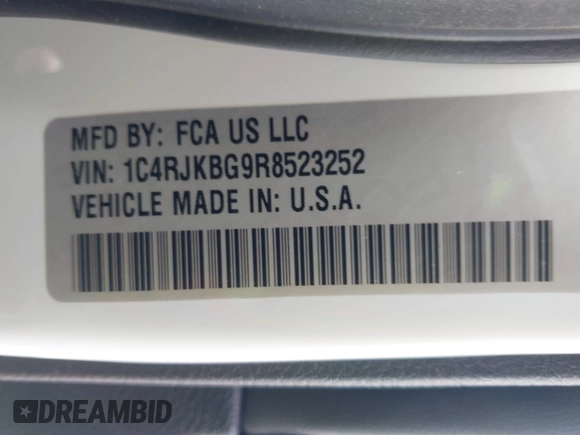 MFD BY: FCA US LLC
VIN: 1C4RJKBG9R8523252
VEHICLE MADE IN: U.S.A.
DREAMBID